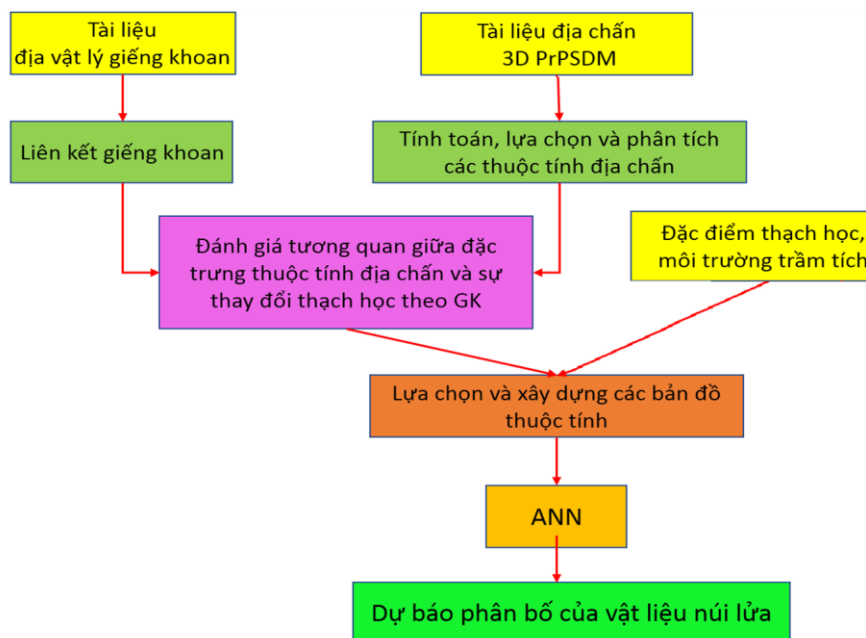 Tài liệu
địa vật lý giếng khoan
Tài liệu địa chấn
3D PrPSDM
Liên kết giếng khoan
Tính toán, lựa chọn và phân tích
các thuộc tính địa chấn
Đánh giá tương quan giữa đặc
trưng thuộc tính địa chấn và sự
thay đổi thạch học theo GK
Đặc điểm thạch học,
môi trường trầm tích
Lựa chọn và xây dựng các bản đồ
thuộc tính
ANN
Dự báo phân bố của vật liệu núi lửa